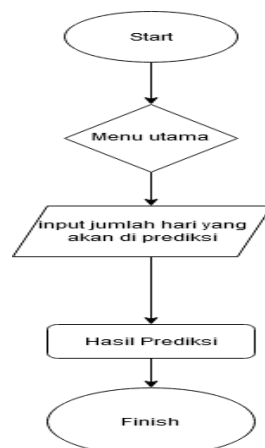 Start
Menu utama
input jumlah hari yang
akan di prediksi
Hasil Prediksi
Finish